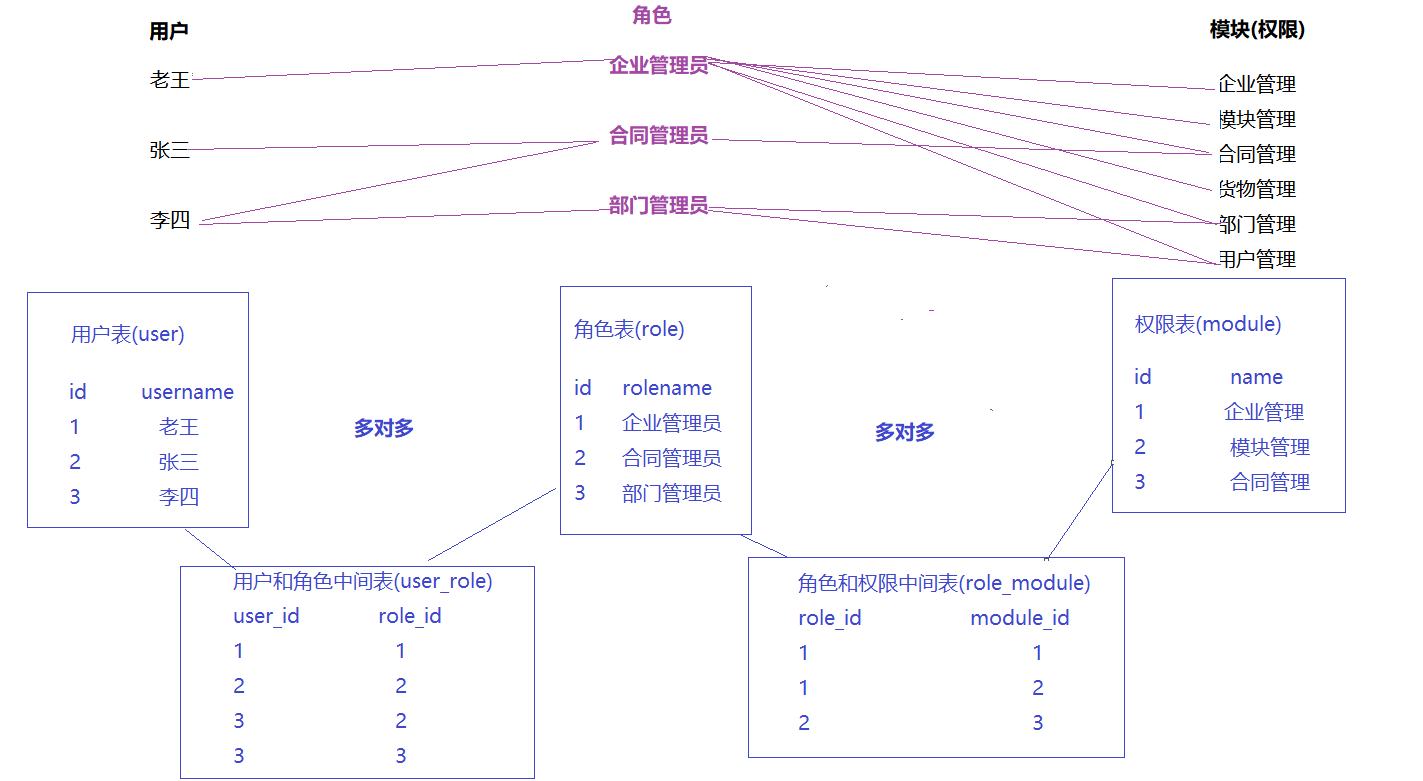 用户
角色
模块(权限)
老王
企业管理员
企业管理
模块管理
张三
合同管理员
合同管理
货物管理
李四
部门管理员
部门管理
用户管理
用户表(user)
id username
1 老王
2 张三
3 李四
多对多
角色表(role)
id rolename
1 企业管理员
2 合同管理员
3 部门管理员
多对多
权限表(module)
id name
1 企业管理
2 模块管理
3 合同管理
用户和角色中间表(user_role)
user_id role_id
1 1
2 2
3 2
3 3
角色和权限中间表(role_module)
role_id module_id
1 1
1 2
2 3